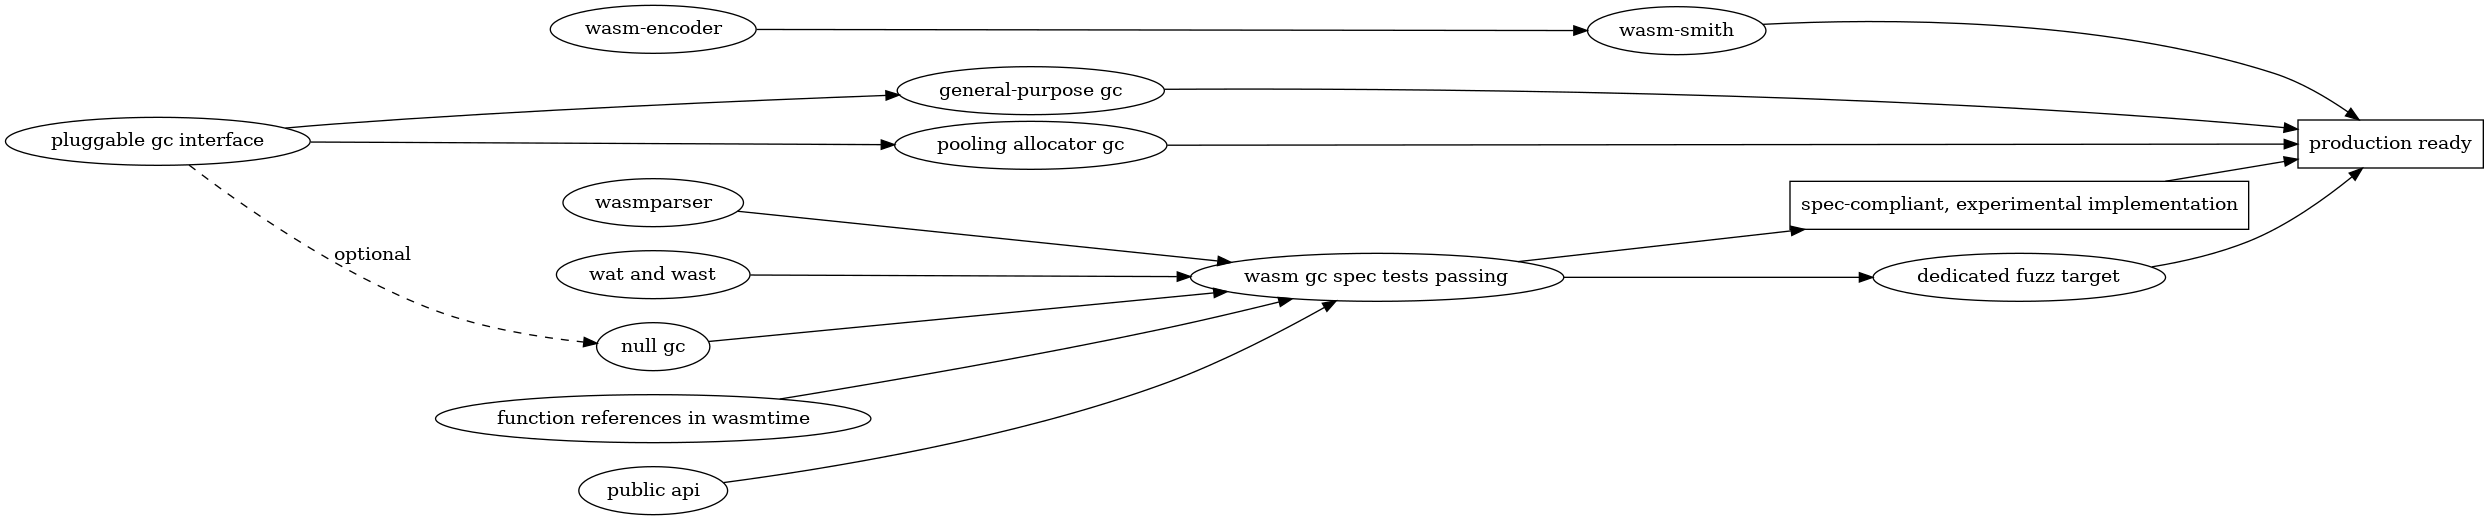 wasm-encoder
wasm-smith
general-purpose gc
pluggable gc interface
pooling allocator gc
production ready
wasmparser
spec-compliant, experimental implementation
optional
wat and wast
wasm gc spec tests passing
dedicated fuzz target
null gc
function references in wasmtime
public api